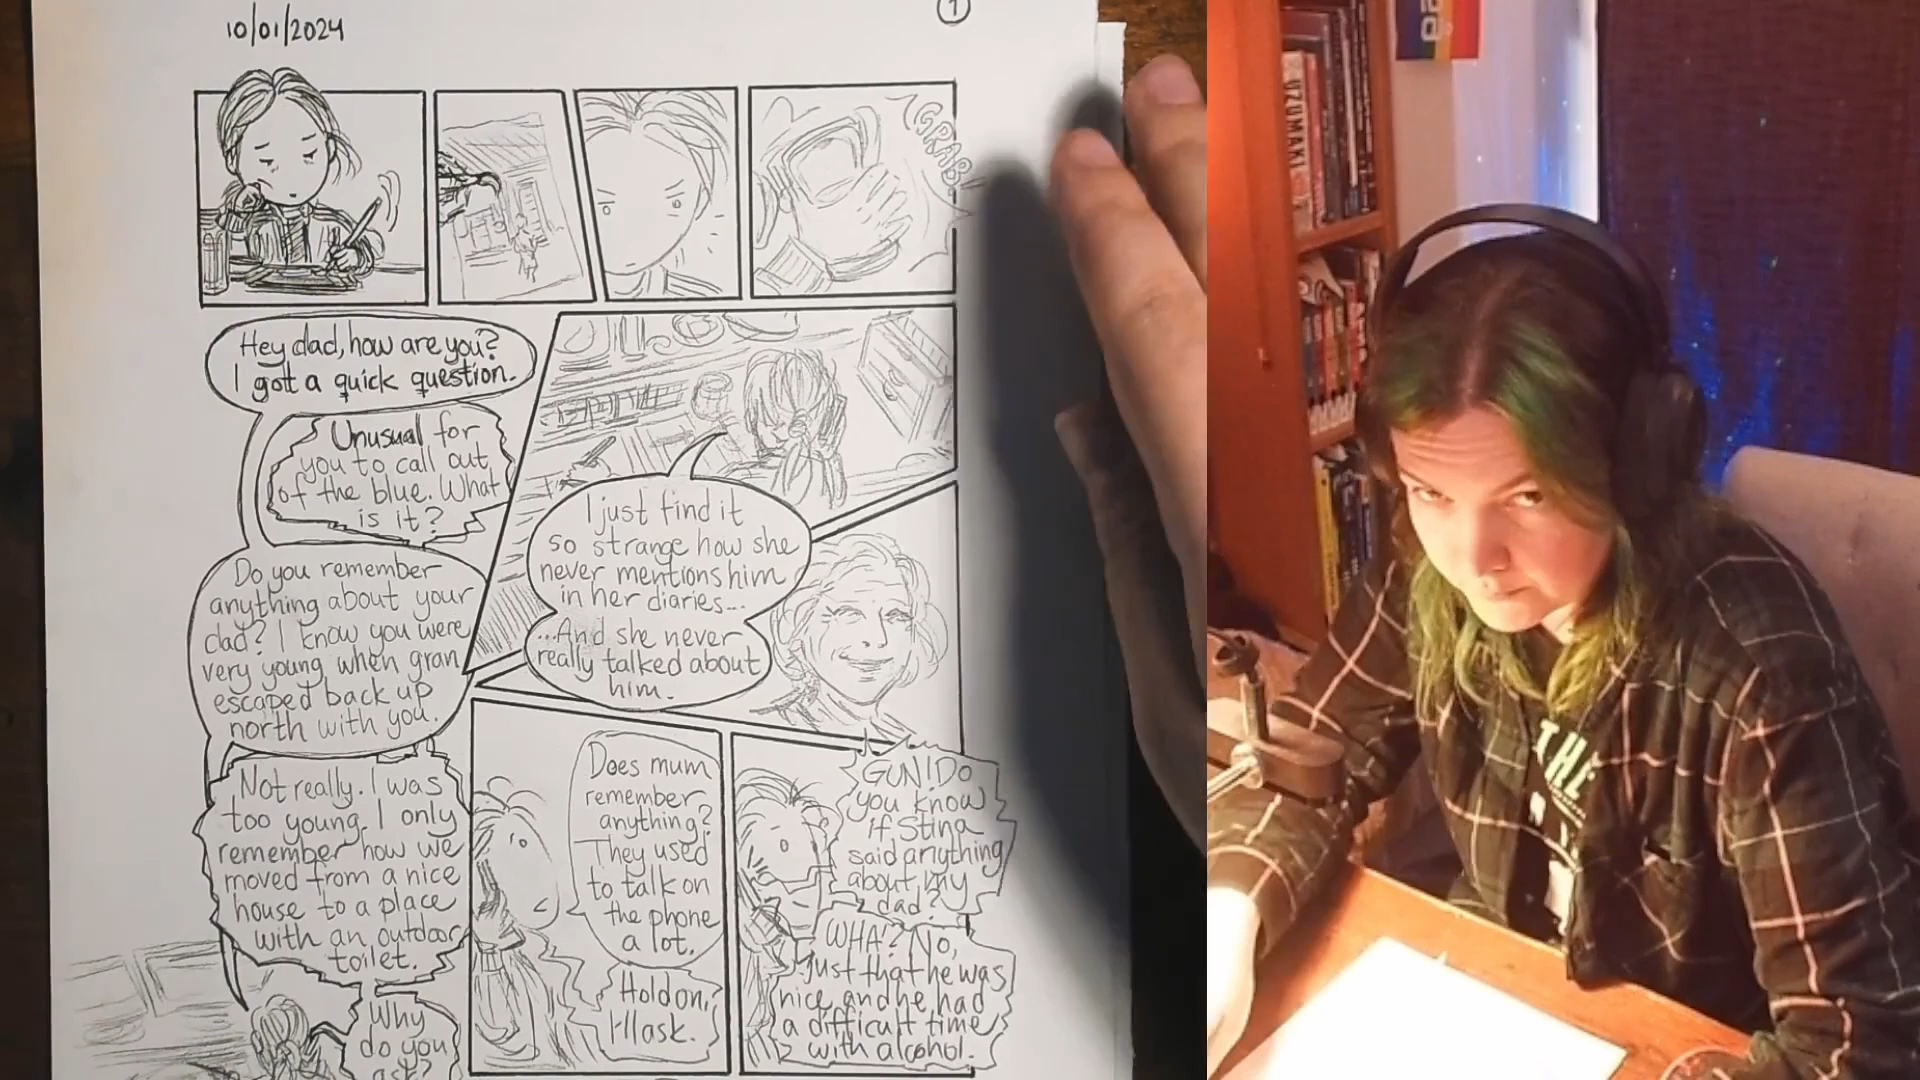 10/01/2024
1
GRAB
Hey dad, how are you?
I gott a quick question.
Unusual for
you to call out
of the blue. What
is it?
Do you remember
anything about your
dad? I know you were
very young when gran
escaped back up
north with you.
Not really. I was
too young. I only
remember how we
moved from a nice
house to a place
with an outdoor
toilet.
Why
do you
ask?
I just find it
so strange how she
never mentions him
in her diaries...
...And she never
really talked about
him.
Does mum
remember
anything?
They used
to talk on
the phone
a lot.
Hold on,
I'll ask.
GUN! Do
you know
if Stina
said anything
about my
dad?
WHA? No,
just that he was
nice and he had
a difficult time
with alcohol.
UZUMAKI
THE